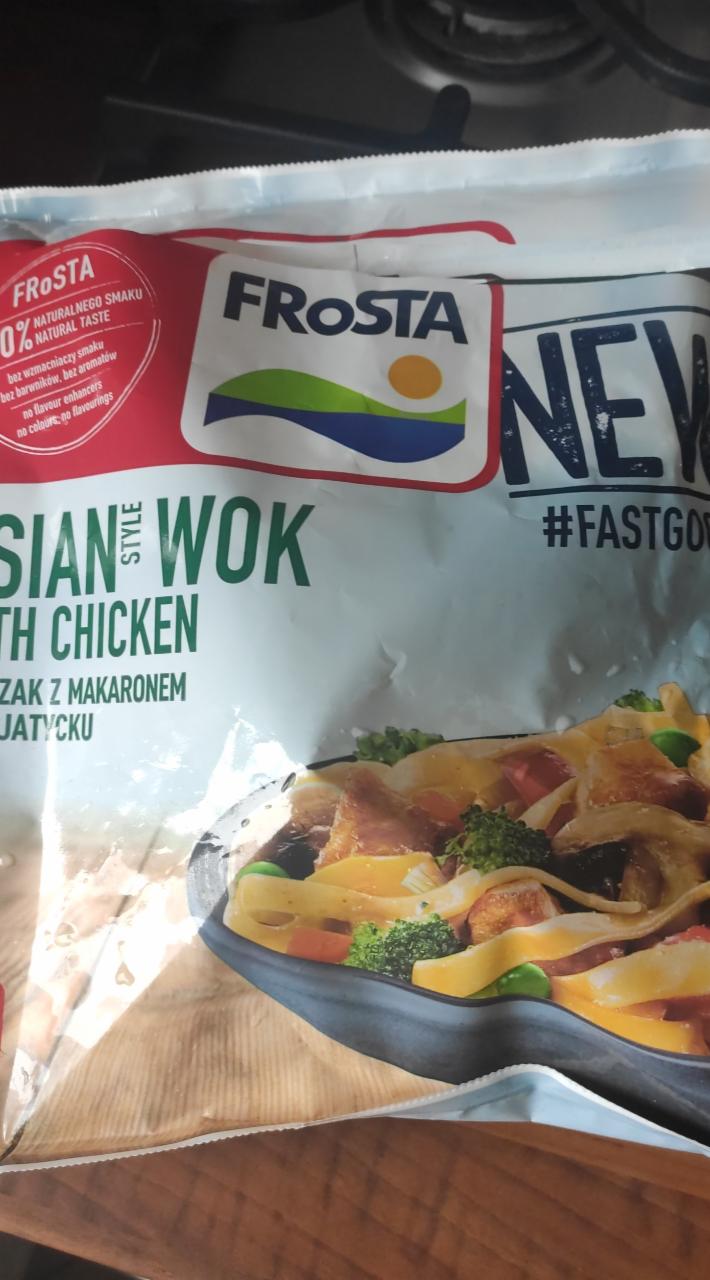 FRoSTA
0% NATURALNEGO SMAKU
NATURAL TASTE
bez wzmacniaczy smaku
bez barwników, bez aromatów
no flavour enhancers
no colours, no flavourings
FRoSTA
NEW
#FASTGO
SIAN STYLE WOK
TH CHICKEN
ZAK Z MAKARONEM
JATYCKU